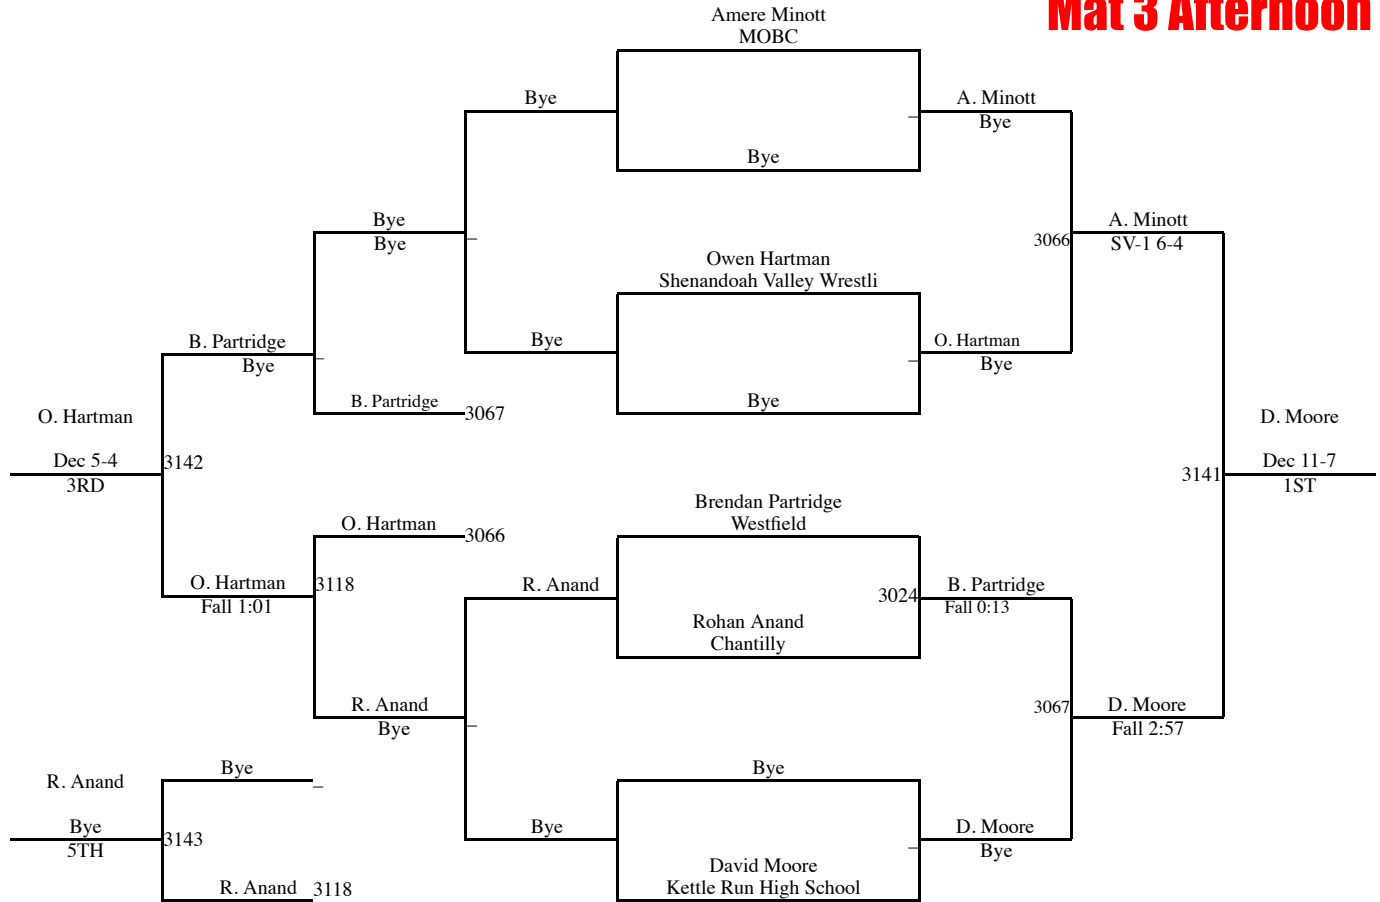 Mat 3 Afternoon
Amere Minott
MOBC
Bye
A. Minott
Bye
Bye
Bye
Bye
A. Minott
3066
SV-1 6-4
Owen Hartman
Shenandoah Valley Wrestli
B. Partridge
Bye
Bye
O. Hartman
Bye
B. Partridge
3067
Bye
O. Hartman
D. Moore
Dec 5-4
3142
3RD
3141
Dec 11-7
1ST
Brendan Partridge
Westfield
O. Hartman
3066
O. Hartman
3118
Fall 1:01
R. Anand
3024
B. Partridge
Fall 0:13
Rohan Anand
Chantilly
R. Anand
Bye
3067
D. Moore
Fall 2:57
R. Anand
Bye
Bye
Bye
3143
5TH
Bye
D. Moore
Bye
David Moore
Kettle Run High School
R. Anand
3118